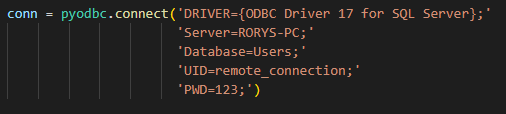 conn = pyodbc.connect('DRIVER={ODBC Driver 17 for SQL Server};'
'Server=RORYS-PC;'
'Database=Users;'
'UID=remote_connection;'
'PWD=123;')